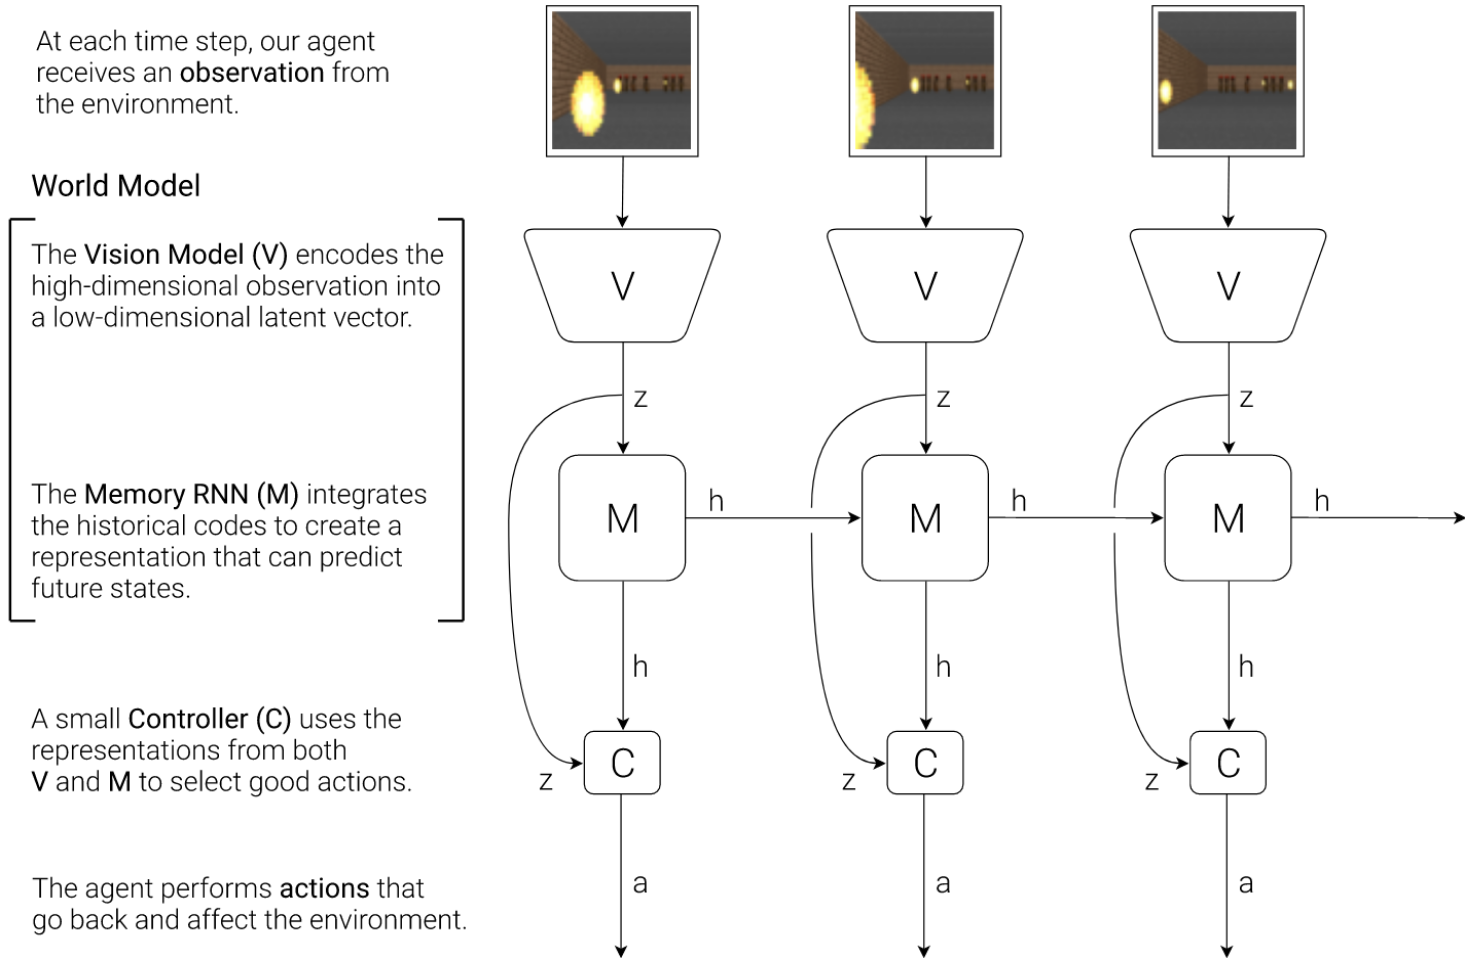 At each time step, our agent
receives an observation from
the environment.
World Model
The Vision Model (V) encodes the
high-dimensional observation into
a low-dimensional latent vector.
The Memory RNN (M) integrates
the historical codes to create a
representation that can predict
future states.
A small Controller (C) uses the
representations from both
V and M to select good actions.
The agent performs actions that
go back and affect the environment.
V V V
z z z
M h M h M h
h h h
C C C
z z z
a a a